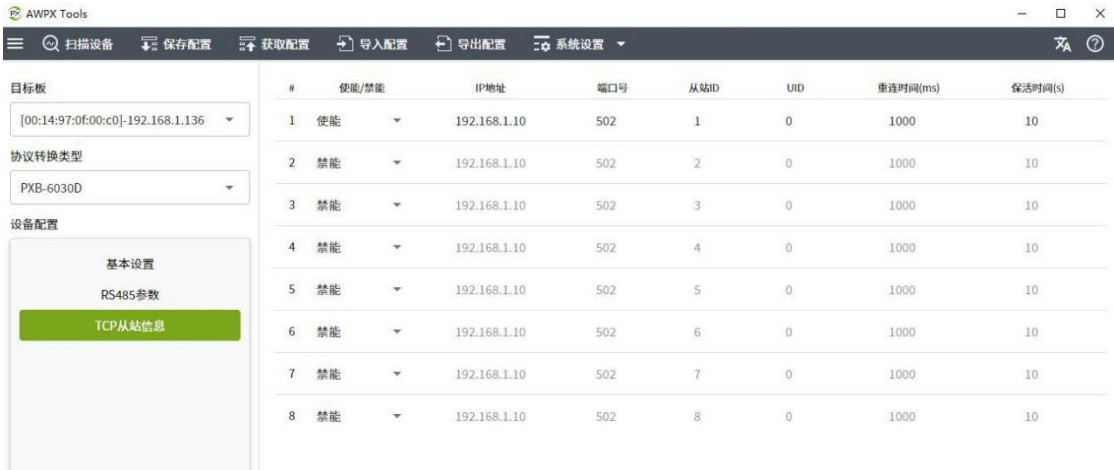 AWPX Tools
扫描设备 保存配置 获取配置 导入配置 导出配置 系统设置
目标板
[00:14:97:0f:00:c0]-192.168.1.136
协议转换类型
PXB-6030D
设备配置
基本设置
RS485参数
TCP从站信息
# 使能/禁能 IP地址 端口号 从站ID UID 重连时间(ms) 保活时间(s)
1 使能 192.168.1.10 502 1 0 1000 10
2 禁能 192.168.1.10 502 2 0 1000 10
3 禁能 192.168.1.10 502 3 0 1000 10
4 禁能 192.168.1.10 502 4 0 1000 10
5 禁能 192.168.1.10 502 5 0 1000 10
6 禁能 192.168.1.10 502 6 0 1000 10
7 禁能 192.168.1.10 502 7 0 1000 10
8 禁能 192.168.1.10 502 8 0 1000 10